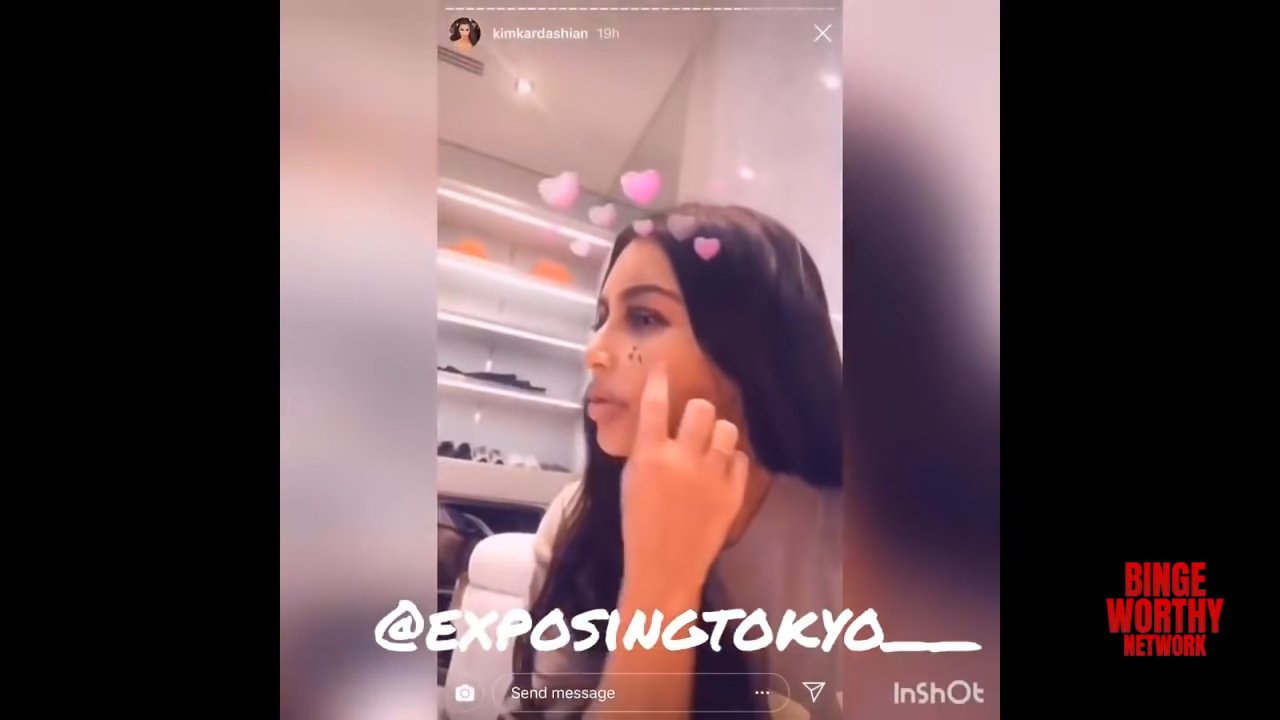 kimkardashian 19h
@EXPOSINGTOKYO__
Send message
InShOt
BINGE
WORTHY
NETWORK